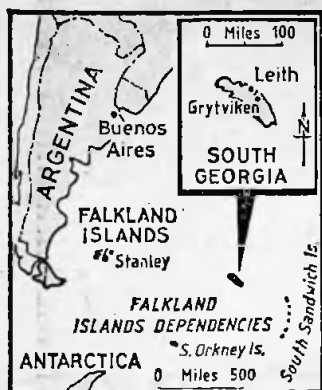 0 Miles 100
Leith
Grytviken
N
SOUTH
GEORGIA
ARGENTINA
Buenos
Aires
FALKLAND
ISLANDS
Stanley
FALKLAND
ISLANDS DEPENDENCIES
S. Orkney Is.
South Sandwich Is.
ANTARCTICA
0 Miles 500